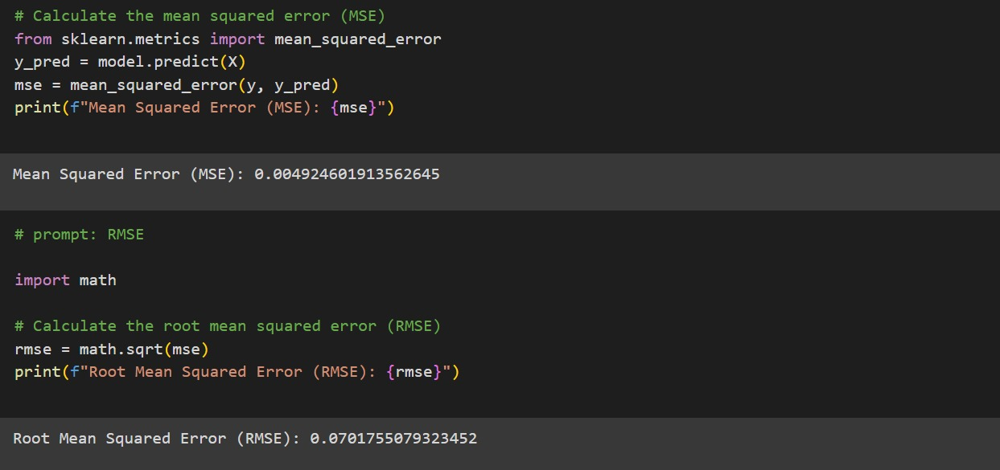 # Calculate the mean squared error (MSE)
from sklearn.metrics import mean_squared_error
y_pred = model.predict(X)
mse = mean_squared_error(y, y_pred)
print(f"Mean Squared Error (MSE): {mse}")
Mean Squared Error (MSE): 0.004924601913562645
# prompt: RMSE
import math
# Calculate the root mean squared error (RMSE)
rmse = math.sqrt(mse)
print(f"Root Mean Squared Error (RMSE): {rmse}")
Root Mean Squared Error (RMSE): 0.0701755079323452